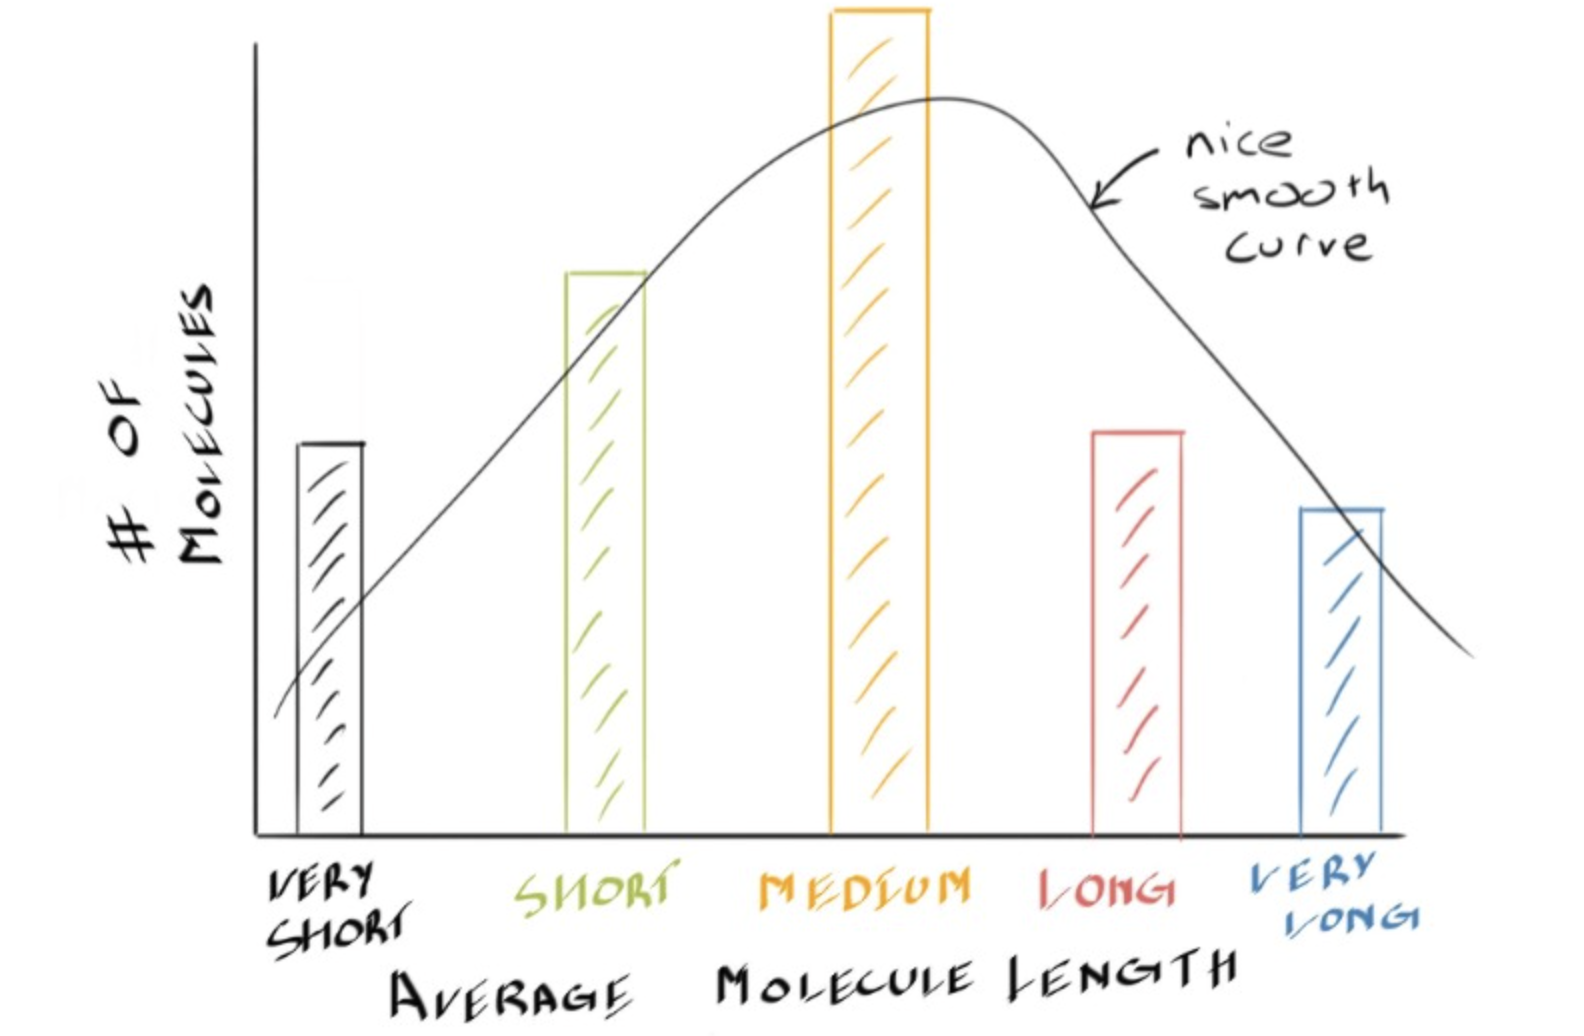 # OF
MOLECULES
nice
smooth
curve
VERY
SHORT
SHORT
MEDIUM
LONG
VERY
LONG
AVERAGE MOLECULE LENGTH